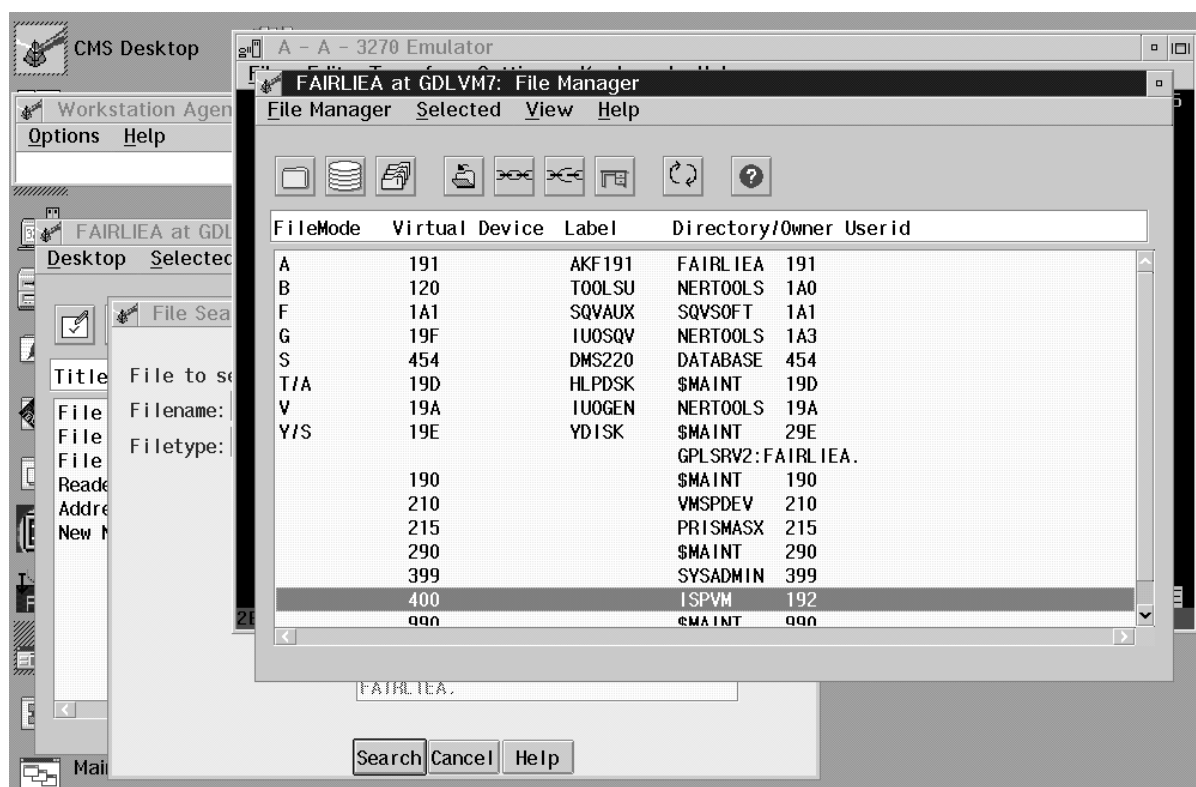 CMS Desktop
A - A - 3270 Emulator
FAIRLIEA at GDLVM7: File Manager
File Manager Selected View Help
Workstation Agen
Options Help
FileMode Virtual Device Label Directory/Owner Userid
A 191 AKF191 FAIRLIEA 191
B 120 TOOLSU NERTOOLS 1A0
F 1A1 SQVAUX SQVSOFT 1A1
G 19F IUOSQV NERTOOLS 1A3
S 454 DMS220 DATABASE 454
T/A 19D HLPDSK $MAINT 19D
V 19A IUOGEN NERTOOLS 19A
Y/S 19E YDISK $MAINT 29E
GPLSRV2:FAIRLIEA.
190 $MAINT 190
210 VMSPDEV 210
215 PRISMASX 215
290 $MAINT 290
399 SYSADMIN 399
400 ISPVM 192
990 $MAINT 990
FAIRLIEA at GDL
Desktop Selected
File Sea
Title
File
File
File
Reade
Addre
New N
File to se
Filename:
Filetype:
FAIRLIEA.
Search Cancel Help
Mai